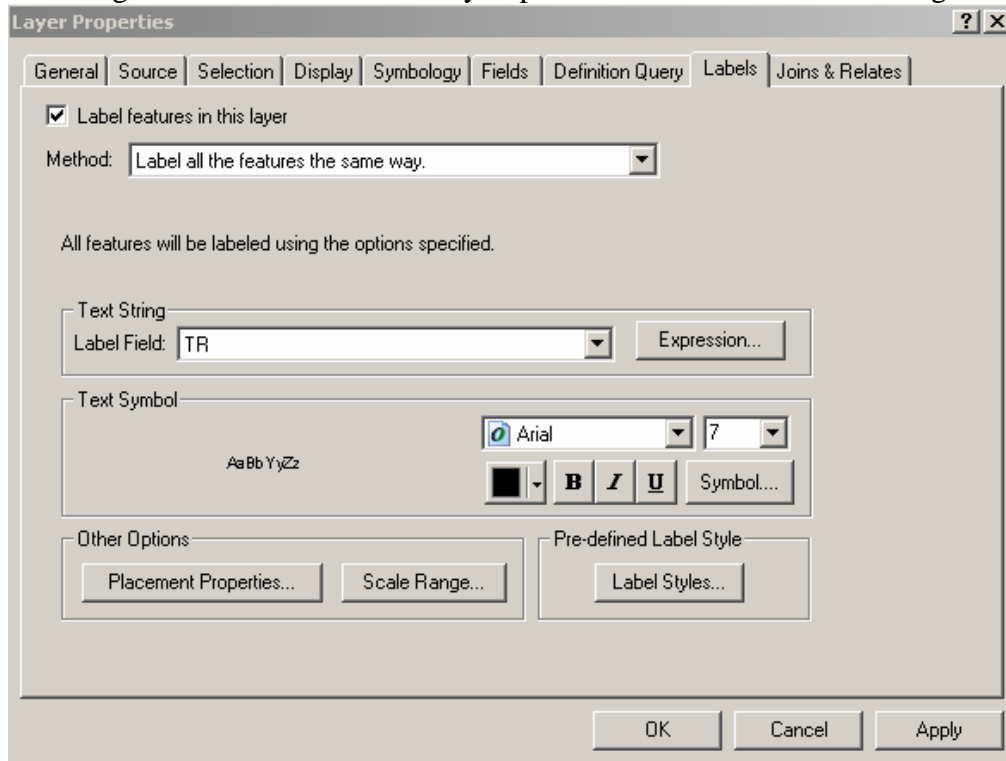 Layer Properties
General Source Selection Display Symbology Fields Definition Query Labels Joins & Relates
Label features in this layer
Method: Label all the features the same way.
All features will be labeled using the options specified.
Text String
Label Field: TR Expression...
Text Symbol
AaBbYyZz
Arial 7
B I U Symbol....
Other Options
Placement Properties... Scale Range...
Pre-defined Label Style
Label Styles...
OK Cancel Apply